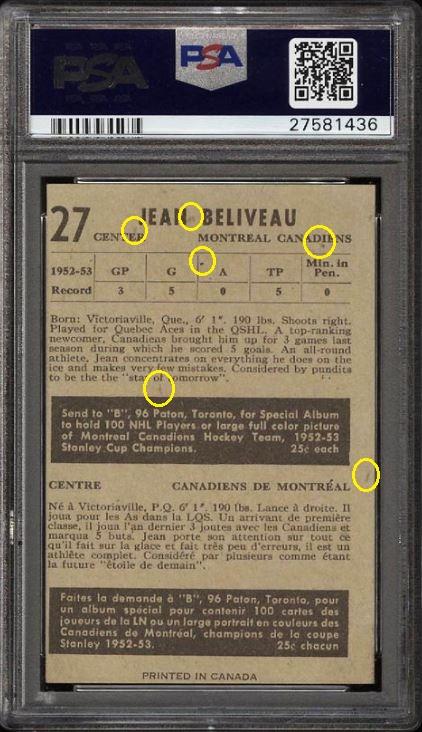 PSA
PSA
27581436
27 JEAN BELIVEAU
CENTER MONTREAL CANADIENS
1952-53 GP G A TP Min. in Pen.
Record 3 5 0 5 0
Born: Victoriaville, Que., 6' 1". 190 lbs. Shoots right.
Played for Quebec Aces in the QSHL. A top-ranking
newcomer, Canadiens brought him up for 3 games last
season during which he scored 5 goals. An all-round
athlete, Jean concentrates on everything he does on the
ice and makes very few mistakes. Considered by pundits
to be the the "star of tomorrow".
Send to "B", 96 Paton, Toronto, for Special Album
to hold 100 NHL Players or large full color picture
of Montreal Canadiens Hockey Team, 1952-53
Stanley Cup Champions. 25¢ each
CENTRE CANADIENS DE MONTRÉAL
Né à Victoriaville, P.Q. 6' 1". 190 lbs. Lance à droite. Il
joua pour les As dans la LQS. Un arrivant de première
classe, il joua l'an dernier 3 joutes avec les Canadiens et
marqua 5 buts. Jean porte son attention sur tout ce
qu'il fait sur la glace et fait très peu d'erreurs, il est un
athlète complet. Considéré par plusieurs comme étant
la future "étoile de demain".
Faites la demande à "B", 96 Paton, Toronto, pour
un album spécial pour contenir 100 cartes des
joueurs de la LN ou un large portrait en couleurs des
Canadiens de Montréal, champions de la coupe
Stanley 1952-53. 25¢ chacun
PRINTED IN CANADA